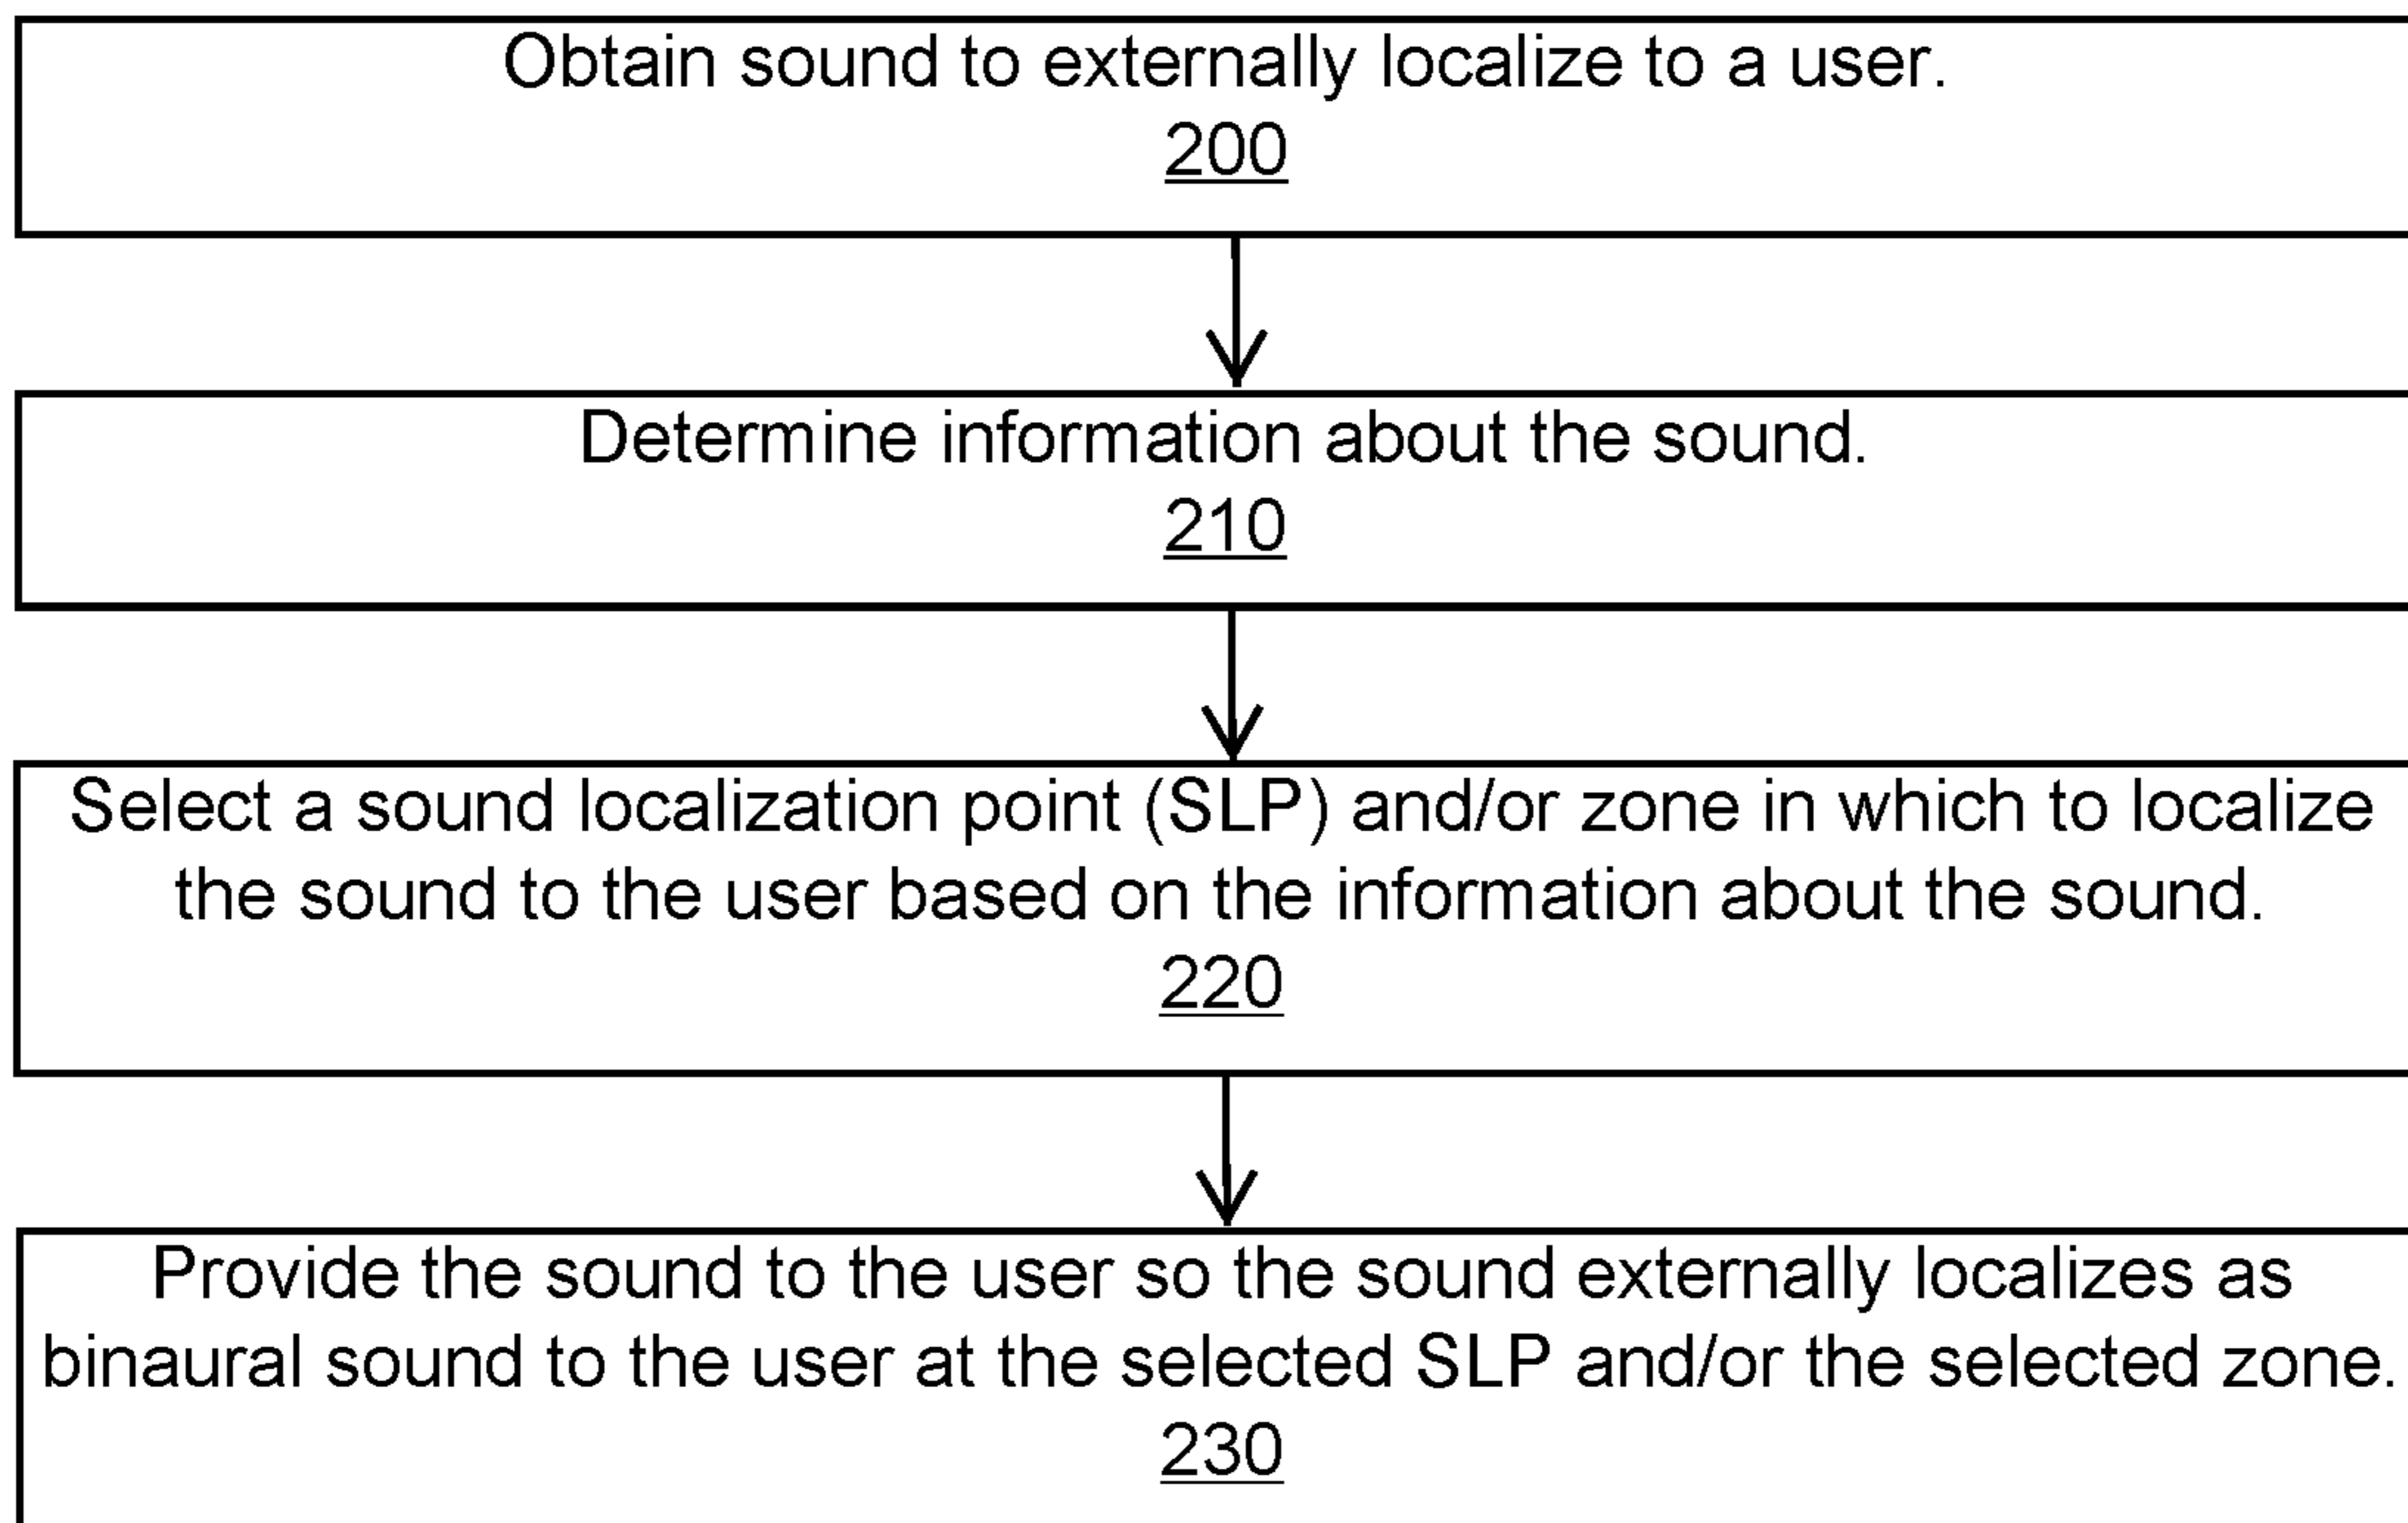 Obtain sound to externally localize to a user.
200
Determine information about the sound.
210
Select a sound localization point (SLP) and/or zone in which to localize
the sound to the user based on the information about the sound.
220
Provide the sound to the user so the sound externally localizes as
binaural sound to the user at the selected SLP and/or the selected zone.
230